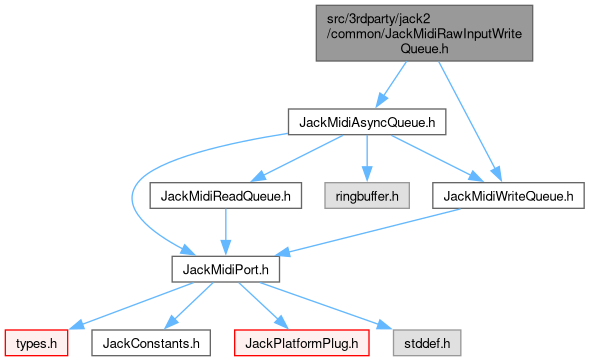 src/3rdparty/jack2
/common/JackMidiRawInputWrite
Queue.h
JackMidiAsyncQueue.h
JackMidiReadQueue.h
ringbuffer.h
JackMidiWriteQueue.h
JackMidiPort.h
types.h
JackConstants.h
JackPlatformPlug.h
stddef.h